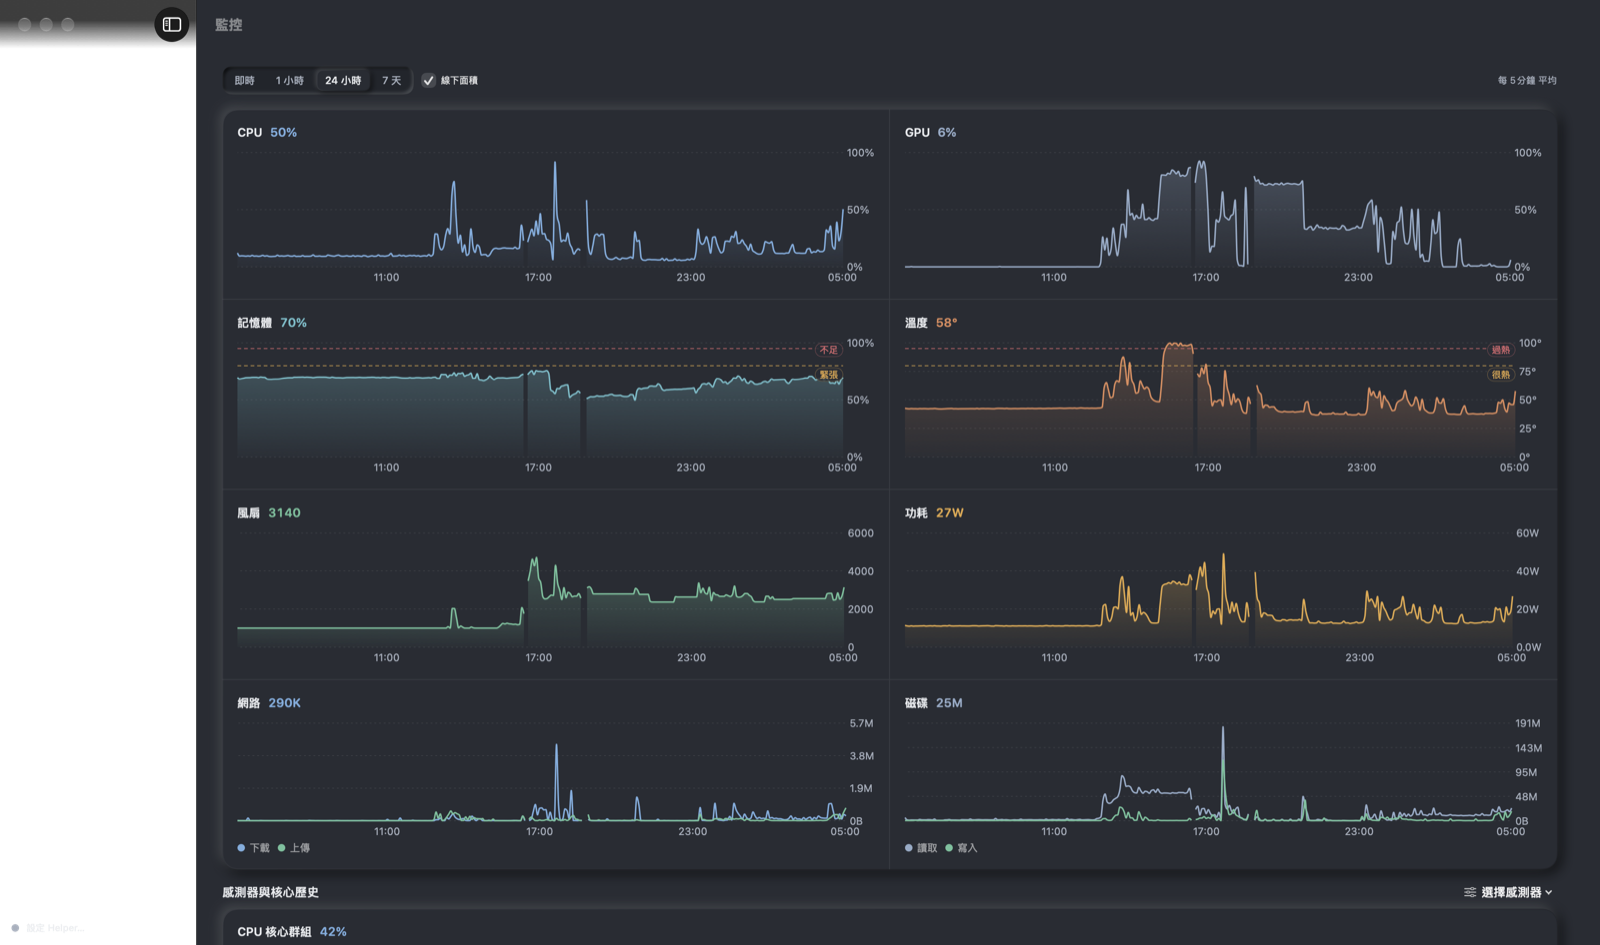 監控
即時 1 小時 24 小時 7 天 線下面積 每 5 分鐘 平均
CPU 50%
100%
50%
0%
11:00 17:00 23:00 05:00
GPU 6%
100%
50%
0%
11:00 17:00 23:00 05:00
記憶體 70%
100%
不足
緊張
50%
0%
11:00 17:00 23:00 05:00
溫度 58°
100°
過熱
75°
很熱
50°
25°
0°
11:00 17:00 23:00 05:00
風扇 3140
6000
4000
2000
0
11:00 17:00 23:00 05:00
功耗 27W
60W
40W
20W
0.0W
11:00 17:00 23:00 05:00
網路 290K
5.7M
3.8M
1.9M
0B
11:00 17:00 23:00 05:00
下載 上傳
磁碟 25M
191M
143M
95M
48M
0B
11:00 17:00 23:00 05:00
讀取 寫入
感測器與核心歷史 選擇感測器
CPU 核心群組 42%
Helper...